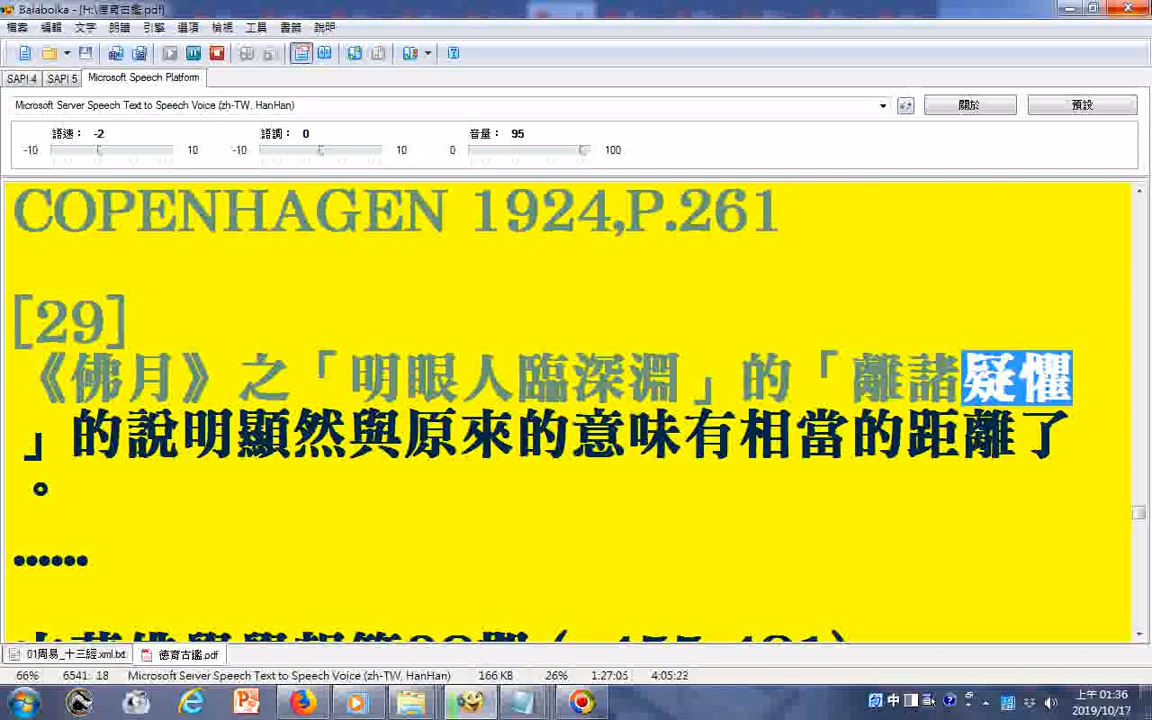 Balabolka - [H:\德育古鑑.pdf]
檔案 編輯 文字 朗讀 引擎 選項 檢視 工具 書籤 說明
SAPI 4 SAPI 5 Microsoft Speech Platform
Microsoft Server Speech Text to Speech Voice (zh-TW, HanHan) 關於 預設
語速： -2 語調： 0 音量： 95
-10 10 -10 10 0 100
COPENHAGEN 1924,P.261
[29]
《佛月》之「明眼人臨深淵」的「離諸疑懼
」的說明顯然與原來的意味有相當的距離了
。
••••••
01周易_十三經.xml.txt 德育古鑑.pdf
66% 6541: 18 Microsoft Server Speech Text to Speech Voice (zh-TW, HanHan) 166 KB 26% 1:27:05 4:05:22
中 上午 01:36
2019/10/17